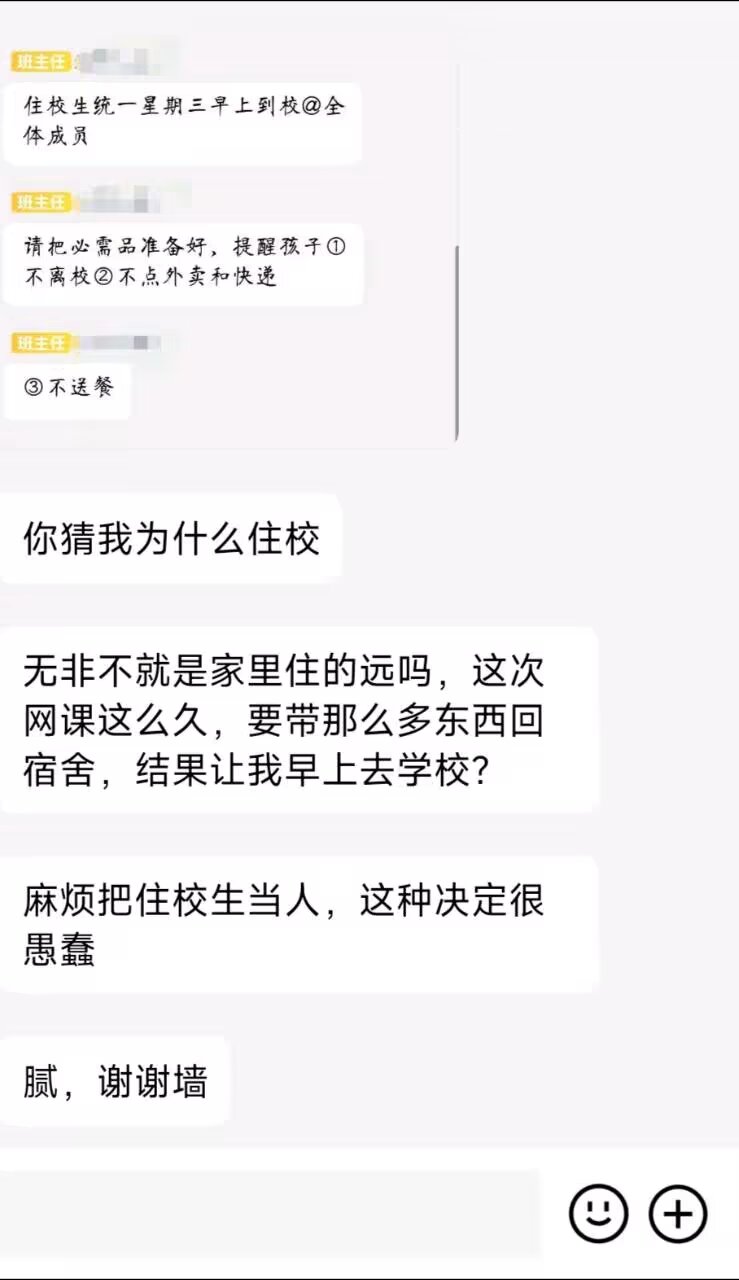 班主任
住校生统一星期三早上到校@全
体成员
班主任
请把必需品准备好，提醒孩子①
不离校②不点外卖和快递
班主任
③不送餐
你猜我为什么住校
无非不就是家里住的远吗，这次
网课这么久，要带那么多东西回
宿舍，结果让我早上去学校？
麻烦把住校生当人，这种决定很
愚蠢
腻，谢谢墙